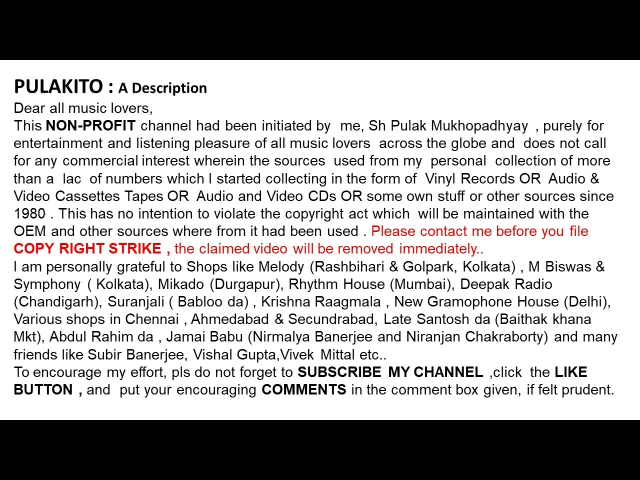 PULAKITO : A Description
Dear all music lovers,
This NON-PROFIT channel had been initiated by me, Sh Pulak Mukhopadhyay , purely for
entertainment and listening pleasure of all music lovers across the globe and does not call
for any commercial interest wherein the sources used from my personal collection of more
than a lac of numbers which I started collecting in the form of Vinyl Records OR Audio &
Video Cassettes Tapes OR Audio and Video CDs OR some own stuff or other sources since
1980 . This has no intention to violate the copyright act which will be maintained with the
OEM and other sources where from it had been used . Please contact me before you file
COPY RIGHT STRIKE , the claimed video will be removed immediately..
I am personally grateful to Shops like Melody (Rashbihari & Golpark, Kolkata) , M Biswas &
Symphony ( Kolkata), Mikado (Durgapur), Rhythm House (Mumbai), Deepak Radio
(Chandigarh), Suranjali ( Babloo da) , Krishna Raagmala , New Gramophone House (Delhi),
Various shops in Chennai , Ahmedabad & Secundrabad, Late Santosh da (Baithak khana
Mkt), Abdul Rahim da , Jamai Babu (Nirmalya Banerjee and Niranjan Chakraborty) and many
friends like Subir Banerjee, Vishal Gupta,Vivek Mittal etc..
To encourage my effort, pls do not forget to SUBSCRIBE MY CHANNEL ,click the LIKE
BUTTON , and put your encouraging COMMENTS in the comment box given, if felt prudent.